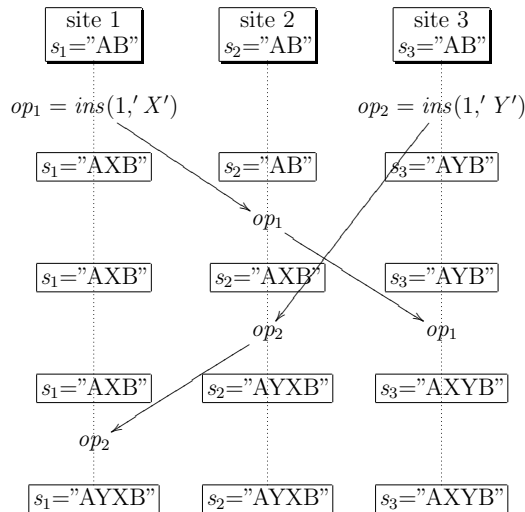 site 1 site 2 site 3
s₁="AB" s₂="AB" s₃="AB"
op₁ = ins(1,′ X′) op₂ = ins(1,′ Y′)
s₁="AXB" s₂="AB" s₃="AYB"
op₁
s₁="AXB" s₂="AXB" s₃="AYB"
op₂ op₁
s₁="AXB" s₂="AYXB" s₃="AXYB"
op₂
s₁="AYXB" s₂="AYXB" s₃="AXYB"